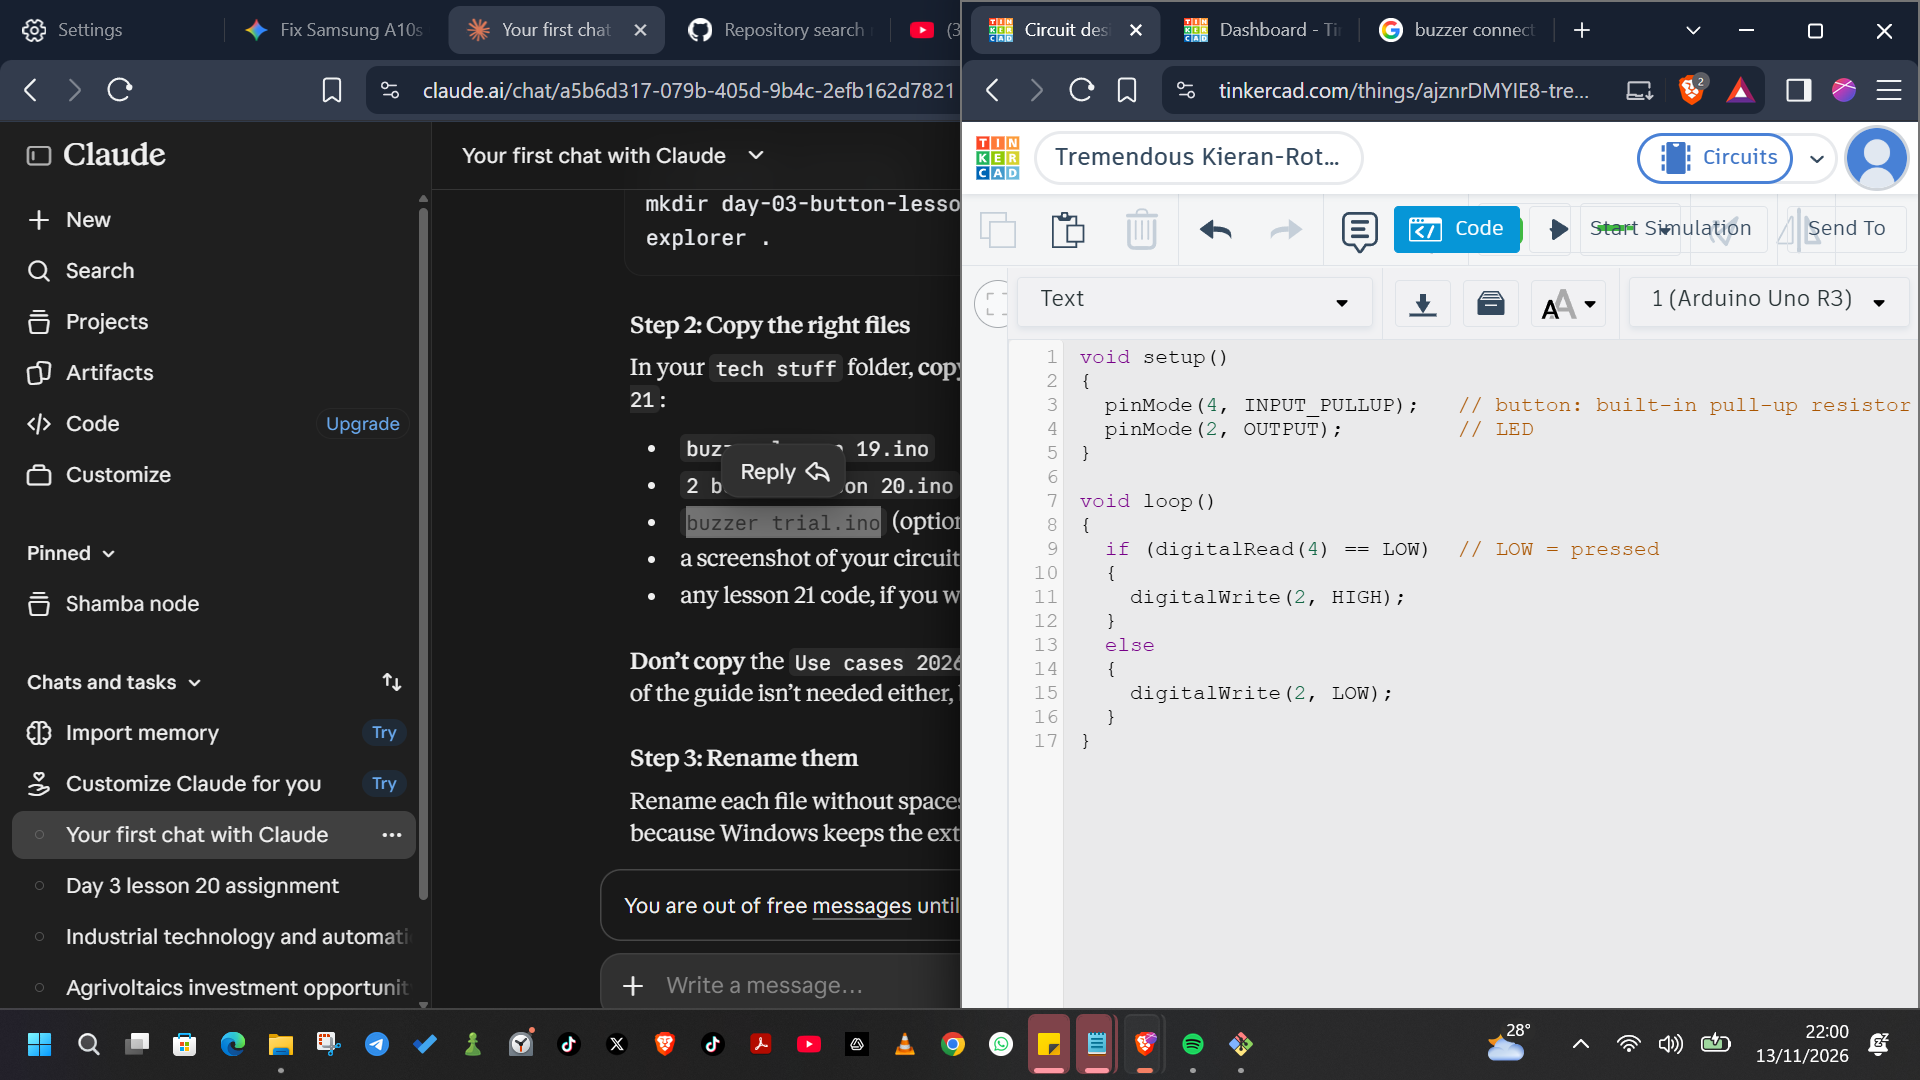 Settings
Fix Samsung A10s
Your first chat
Repository search
(3
claude.ai/chat/a5b6d317-079b-405d-9b4c-2efb162d7821
Claude
New
Search
Projects
Artifacts
Code
Upgrade
Customize
Pinned
Shamba node
Chats and tasks
Import memory
Try
Customize Claude for you
Try
Your first chat with Claude
Day 3 lesson 20 assignment
Industrial technology and automati
Agrivoltaics investment opportunit
Your first chat with Claude
mkdir day-03-button-lesso
explorer .
Step 2: Copy the right files
In your tech stuff folder, copy
21:
19.ino
20.ino
Reply
buzzer trial.ino (option
a screenshot of your circuit
any lesson 21 code, if you w
Don't copy the Use cases 2026
of the guide isn't needed either,
Step 3: Rename them
Rename each file without spaces
because Windows keeps the ext
You are out of free messages until
Write a message...
Circuit des
Dashboard - Ti
buzzer connect
tinkercad.com/things/ajznrDMYIE8-tre...
2
TIN
KER
CAD
Tremendous Kieran-Rot...
Circuits
Code
Start Simulation
Send To
Text
1 (Arduino Uno R3)
1 void setup()
2 {
3 pinMode(4, INPUT_PULLUP); // button: built-in pull-up resistor
4 pinMode(2, OUTPUT); // LED
5 }
6
7 void loop()
8 {
9 if (digitalRead(4) == LOW) // LOW = pressed
10 {
11 digitalWrite(2, HIGH);
12 }
13 else
14 {
15 digitalWrite(2, LOW);
16 }
17 }
28°
22:00
13/11/2026